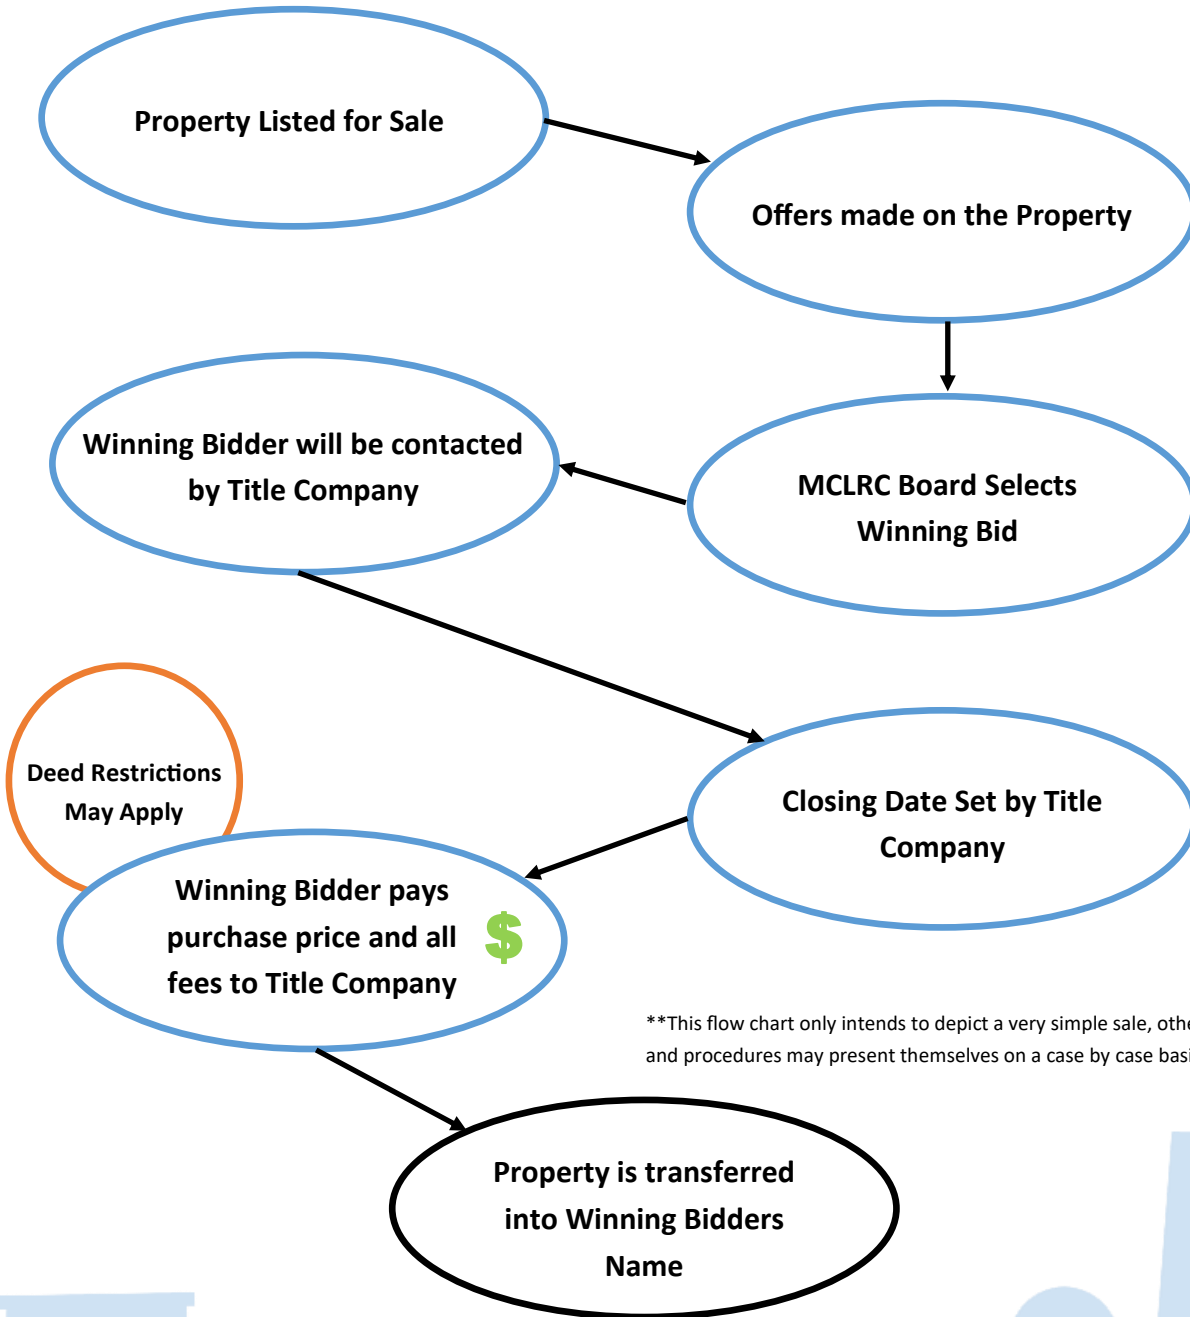 Property Listed for Sale
Offers made on the Property
MCLRC Board Selects
Winning Bid
Winning Bidder will be contacted
by Title Company
Closing Date Set by Title
Company
Deed Restrictions
May Apply
Winning Bidder pays
purchase price and all
fees to Title Company
$
**This flow chart only intends to depict a very simple sale,
and procedures may present themselves on a case by case
Property is transferred
into Winning Bidders
Name